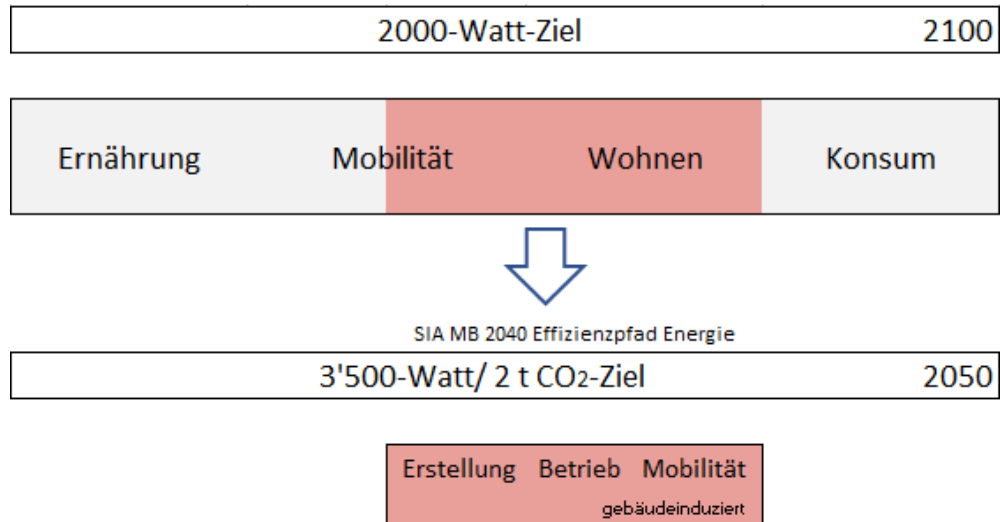 2000-Watt-Ziel 2100
Ernährung Mobilität Wohnen Konsum
SIA MB 2040 Effizienzpfad Energie
3'500-Watt/ 2 t CO2-Ziel 2050
Erstellung Betrieb Mobilität
gebäudeinduziert